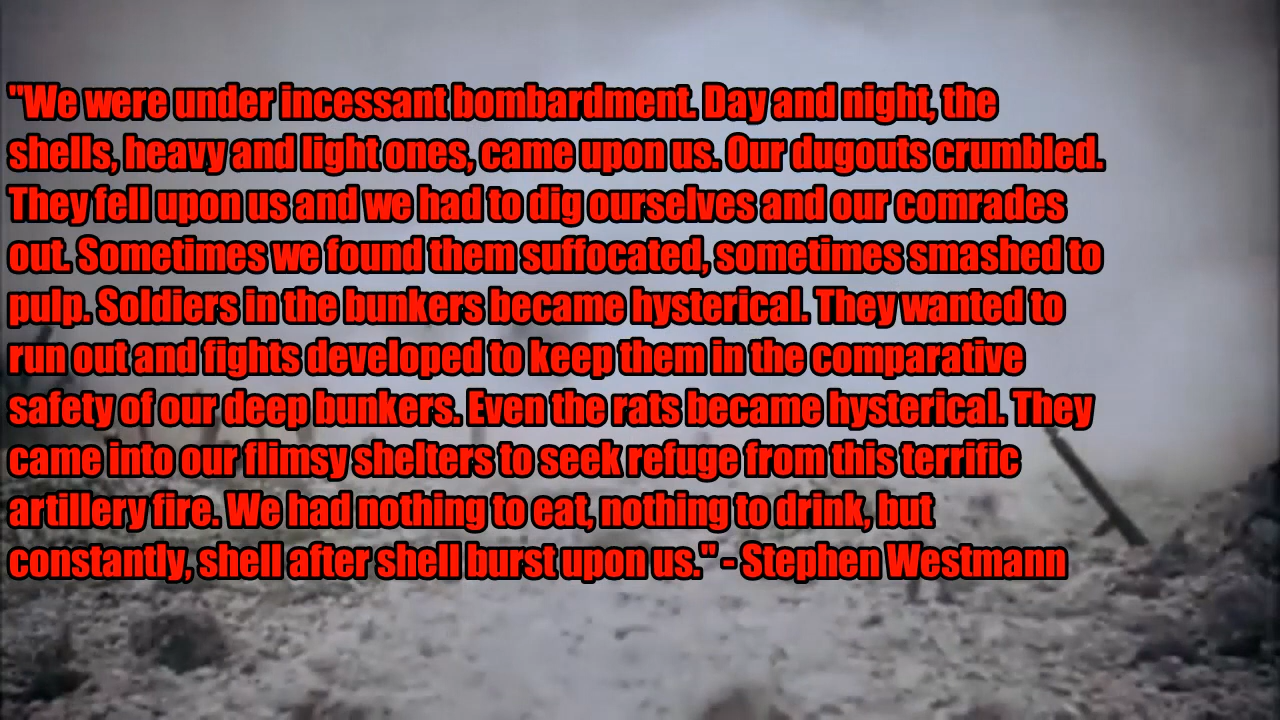 "We were under incessant bombardment. Day and night, the
shells, heavy and light ones, came upon us. Our dugouts crumbled.
They fell upon us and we had to dig ourselves and our comrades
out. Sometimes we found them suffocated, sometimes smashed to
pulp. Soldiers in the bunkers became hysterical. They wanted to
run out and fights developed to keep them in the comparative
safety of our deep bunkers. Even the rats became hysterical. They
came into our flimsy shelters to seek refuge from this terrific
artillery fire. We had nothing to eat, nothing to drink, but
constantly, shell after shell burst upon us." - Stephen Westmann